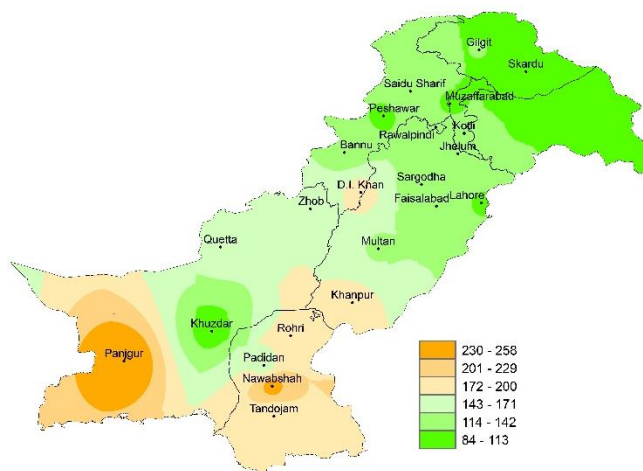 Gilgit
Skardu
Saidu Sharif
Muzaffarabad
Peshawar
Rawalpindi
Kotli
Jhelum
Bannu
Sargodha
D.I. Khan
Zhob
Faisalabad
Lahore
Quetta
Multan
Khanpur
Khuzdar
Rohri
Panjgur
Padidan
Nawabshah
Tandojam
230 - 258
201 - 229
172 - 200
143 - 171
114 - 142
84 - 113